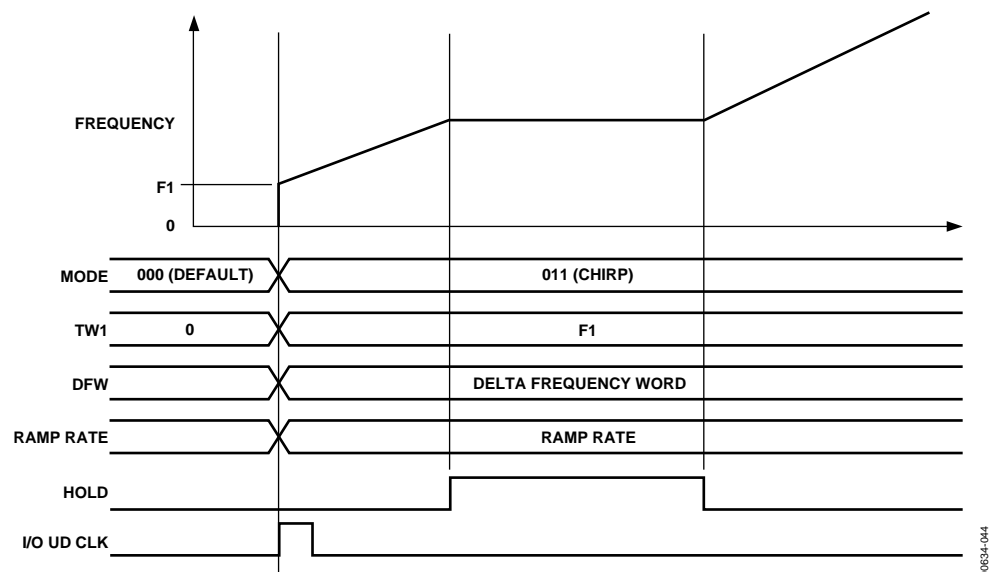 FREQUENCY
F1
0
MODE 000 (DEFAULT) 011 (CHIRP)
TW1 0 F1
DFW DELTA FREQUENCY WORD
RAMP RATE RAMP RATE
HOLD
I/O UD CLK
00634-044